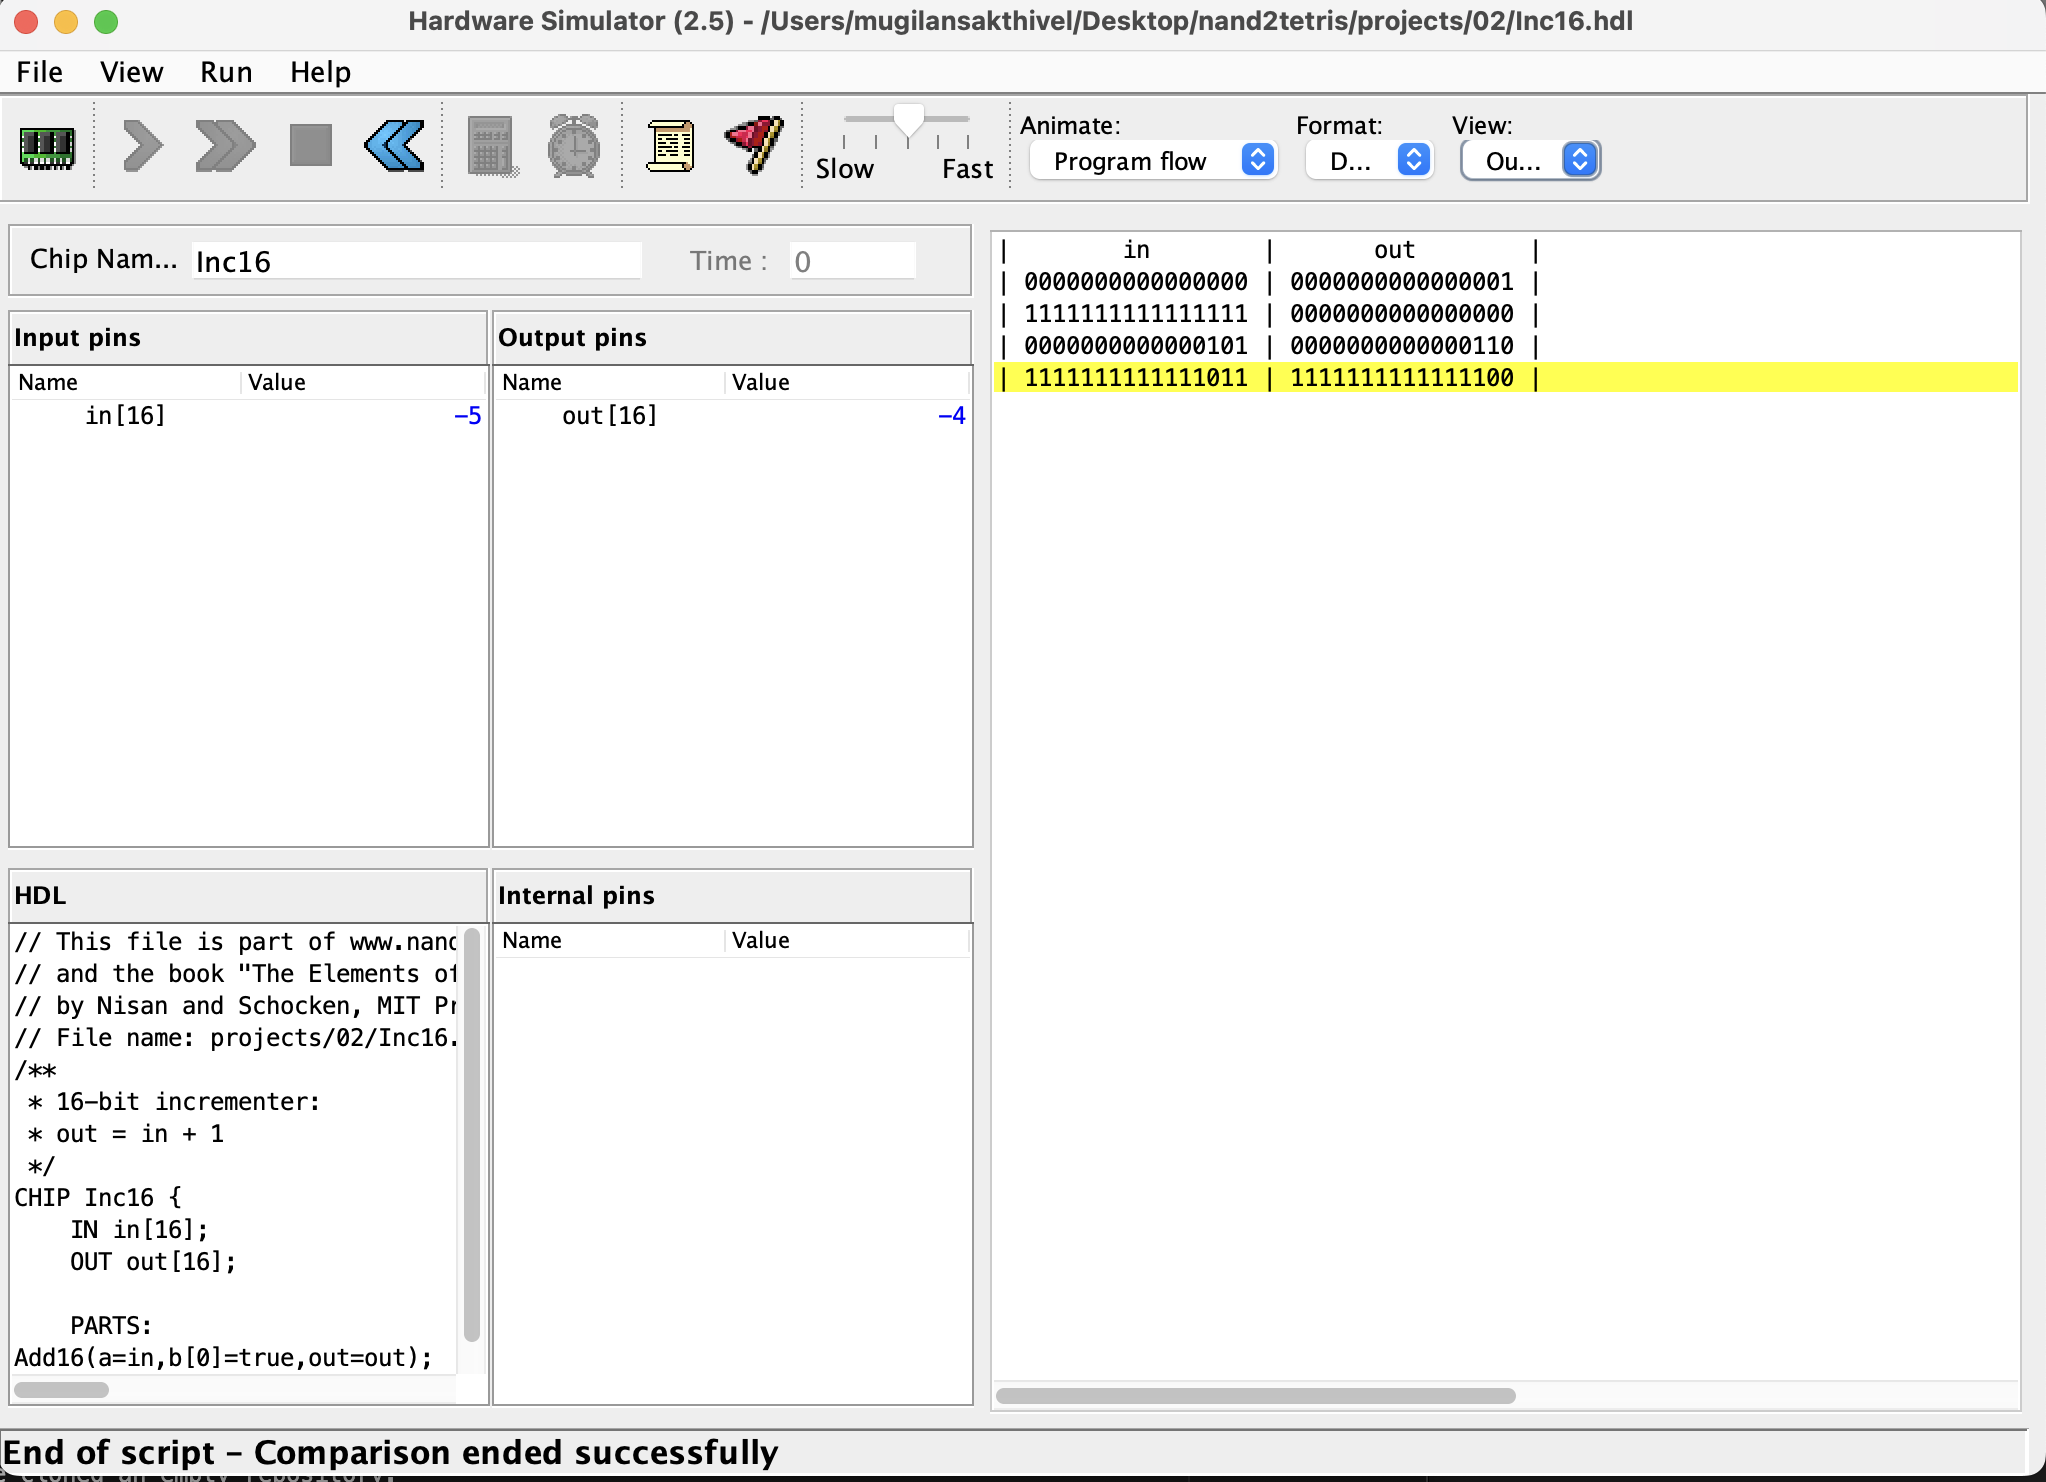 Hardware Simulator (2.5) - /Users/mugilansakthivel/Desktop/nand2tetris/projects/02/Inc16.hdl
File View Run Help
Animate: Format: View:
Slow Fast Program flow D... Ou...
Chip Nam... Inc16 Time : 0
Input pins
Name Value
in[16] -5
Output pins
Name Value
out[16] -4
HDL
// This file is part of www.nand
// and the book "The Elements of
// by Nisan and Schocken, MIT Pr
// File name: projects/02/Inc16.
/**
* 16-bit incrementer:
* out = in + 1
*/
CHIP Inc16 {
IN in[16];
OUT out[16];
PARTS:
Add16(a=in,b[0]=true,out=out);
Internal pins
Name Value
| in | out |
| 0000000000000000 | 0000000000000001 |
| 1111111111111111 | 0000000000000000 |
| 0000000000000101 | 0000000000000110 |
| 1111111111111011 | 1111111111111100 |
End of script - Comparison ended successfully
cloned an empty repository.